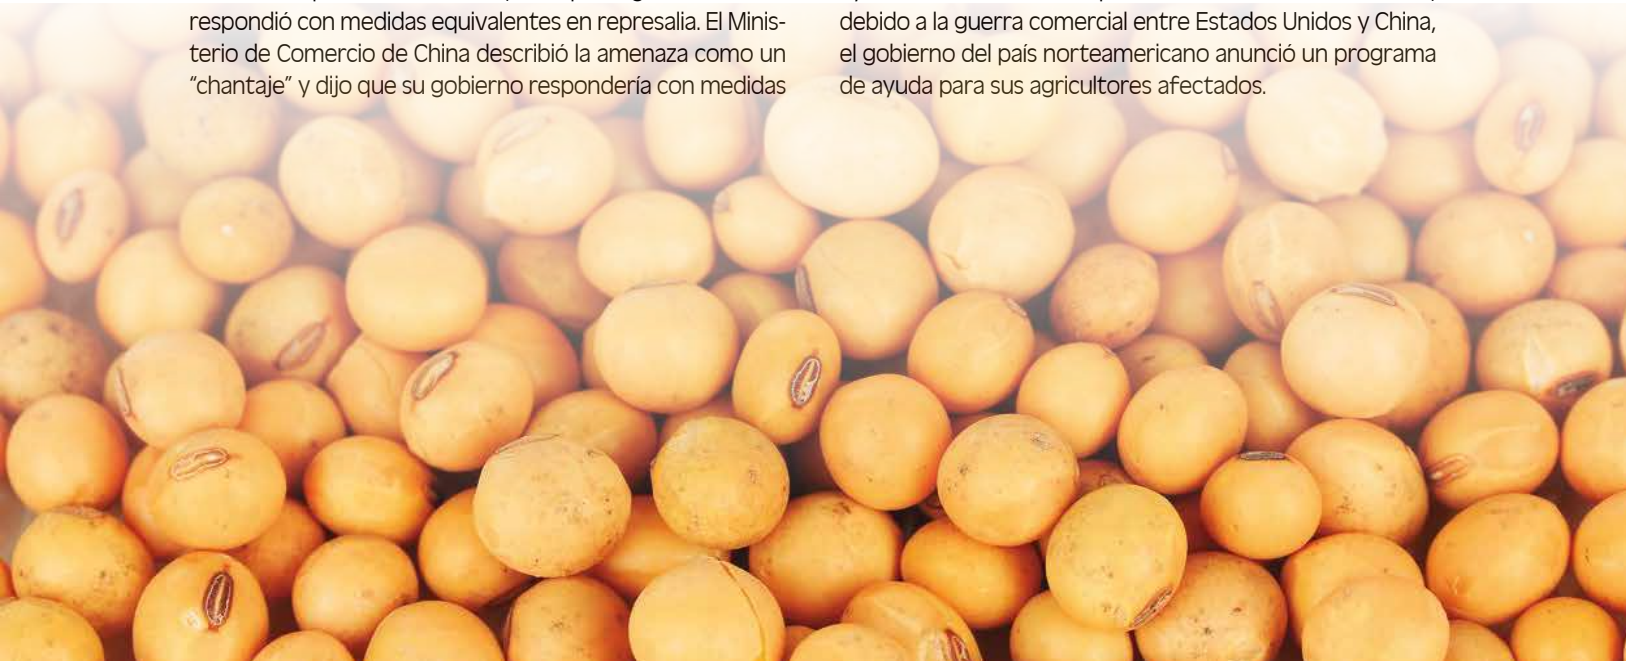 respondió con medidas equivalentes en represalia. El Minis-
terio de Comercio de China describió la amenaza como un
“chantaje” y dijo que su gobierno respondería con medidas
debido a la guerra comercial entre Estados Unidos y China,
el gobierno del país norteamericano anunció un programa
de ayuda para sus agricultores afectados.